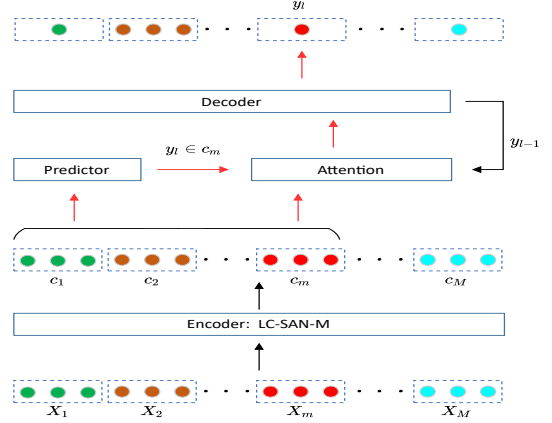 y_l
Decoder
y_l ∈ c_m
y_{l−1}
Predictor
Attention
c_1 c_2 c_m c_M
Encoder: LC-SAN-M
X_1 X_2 X_m X_M